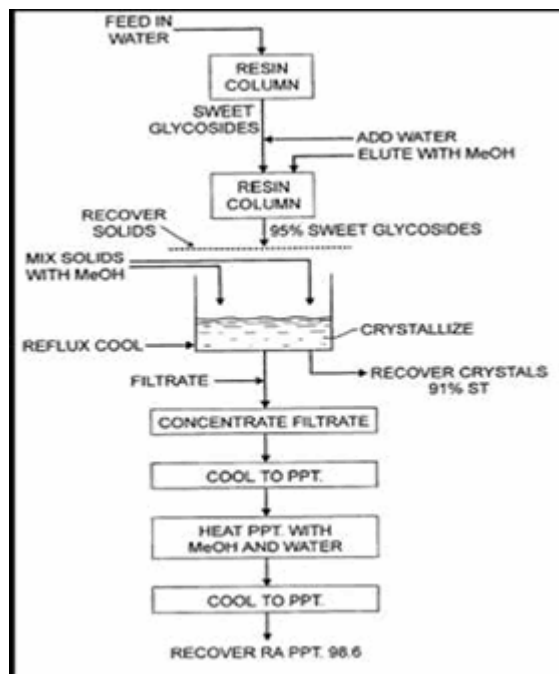 FEED IN
WATER
RESIN
COLUMN
SWEET
GLYCOSIDES
ADD WATER
ELUTE WITH MeOH
RESIN
COLUMN
RECOVER
SOLIDS
95% SWEET GLYCOSIDES
MIX SOLIDS
WITH MeOH
CRYSTALLIZE
REFLUX COOL
FILTRATE
RECOVER CRYSTALS
91% ST
CONCENTRATE FILTRATE
COOL TO PPT.
HEAT PPT. WITH
MeOH AND WATER
COOL TO PPT.
RECOVER RA PPT. 98.6